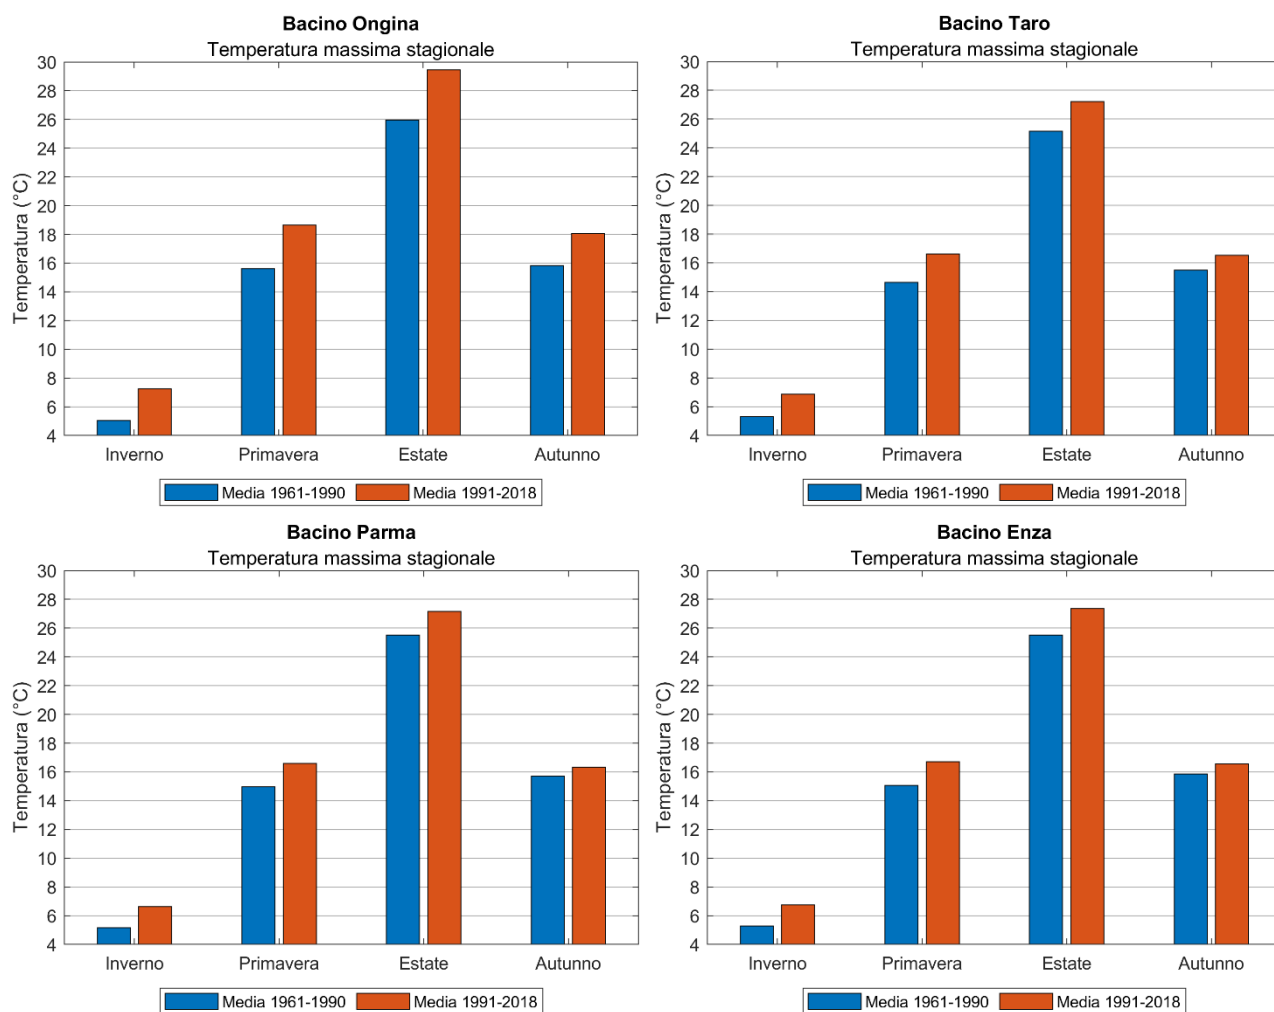 Bacino Ongina
Temperatura massima stagionale
Temperatura (°C)
30
28
26
24
22
20
18
16
14
12
10
8
6
4
Inverno Primavera Estate Autunno
Media 1961-1990 Media 1991-2018
Bacino Taro
Temperatura massima stagionale
Temperatura (°C)
30
28
26
24
22
20
18
16
14
12
10
8
6
4
Inverno Primavera Estate Autunno
Media 1961-1990 Media 1991-2018
Bacino Parma
Temperatura massima stagionale
Temperatura (°C)
30
28
26
24
22
20
18
16
14
12
10
8
6
4
Inverno Primavera Estate Autunno
Media 1961-1990 Media 1991-2018
Bacino Enza
Temperatura massima stagionale
Temperatura (°C)
30
28
26
24
22
20
18
16
14
12
10
8
6
4
Inverno Primavera Estate Autunno
Media 1961-1990 Media 1991-2018